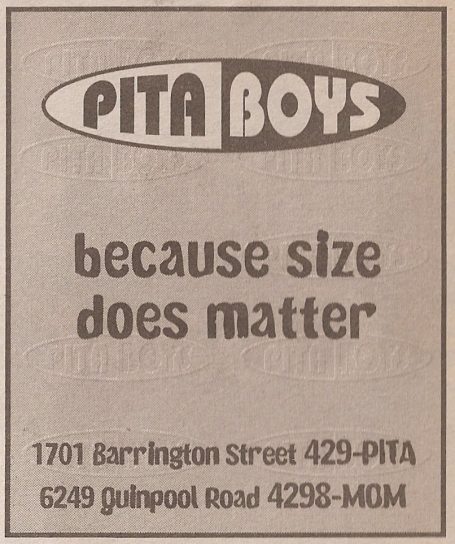 PITA BOYS
because size
does matter
1701 Barrington Street 429-PITA
6249 Quinpool Road 4298-MOM